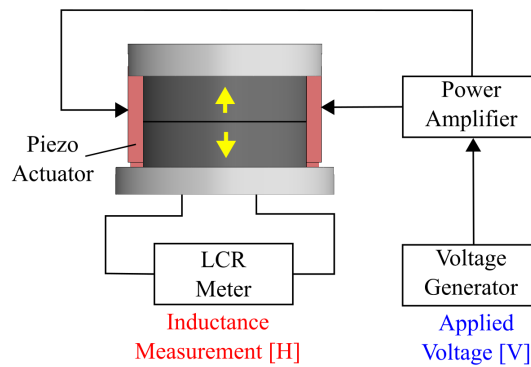 Power
Amplifier
Piezo
Actuator
LCR
Meter
Voltage
Generator
Inductance
Measurement [H]
Applied
Voltage [V]